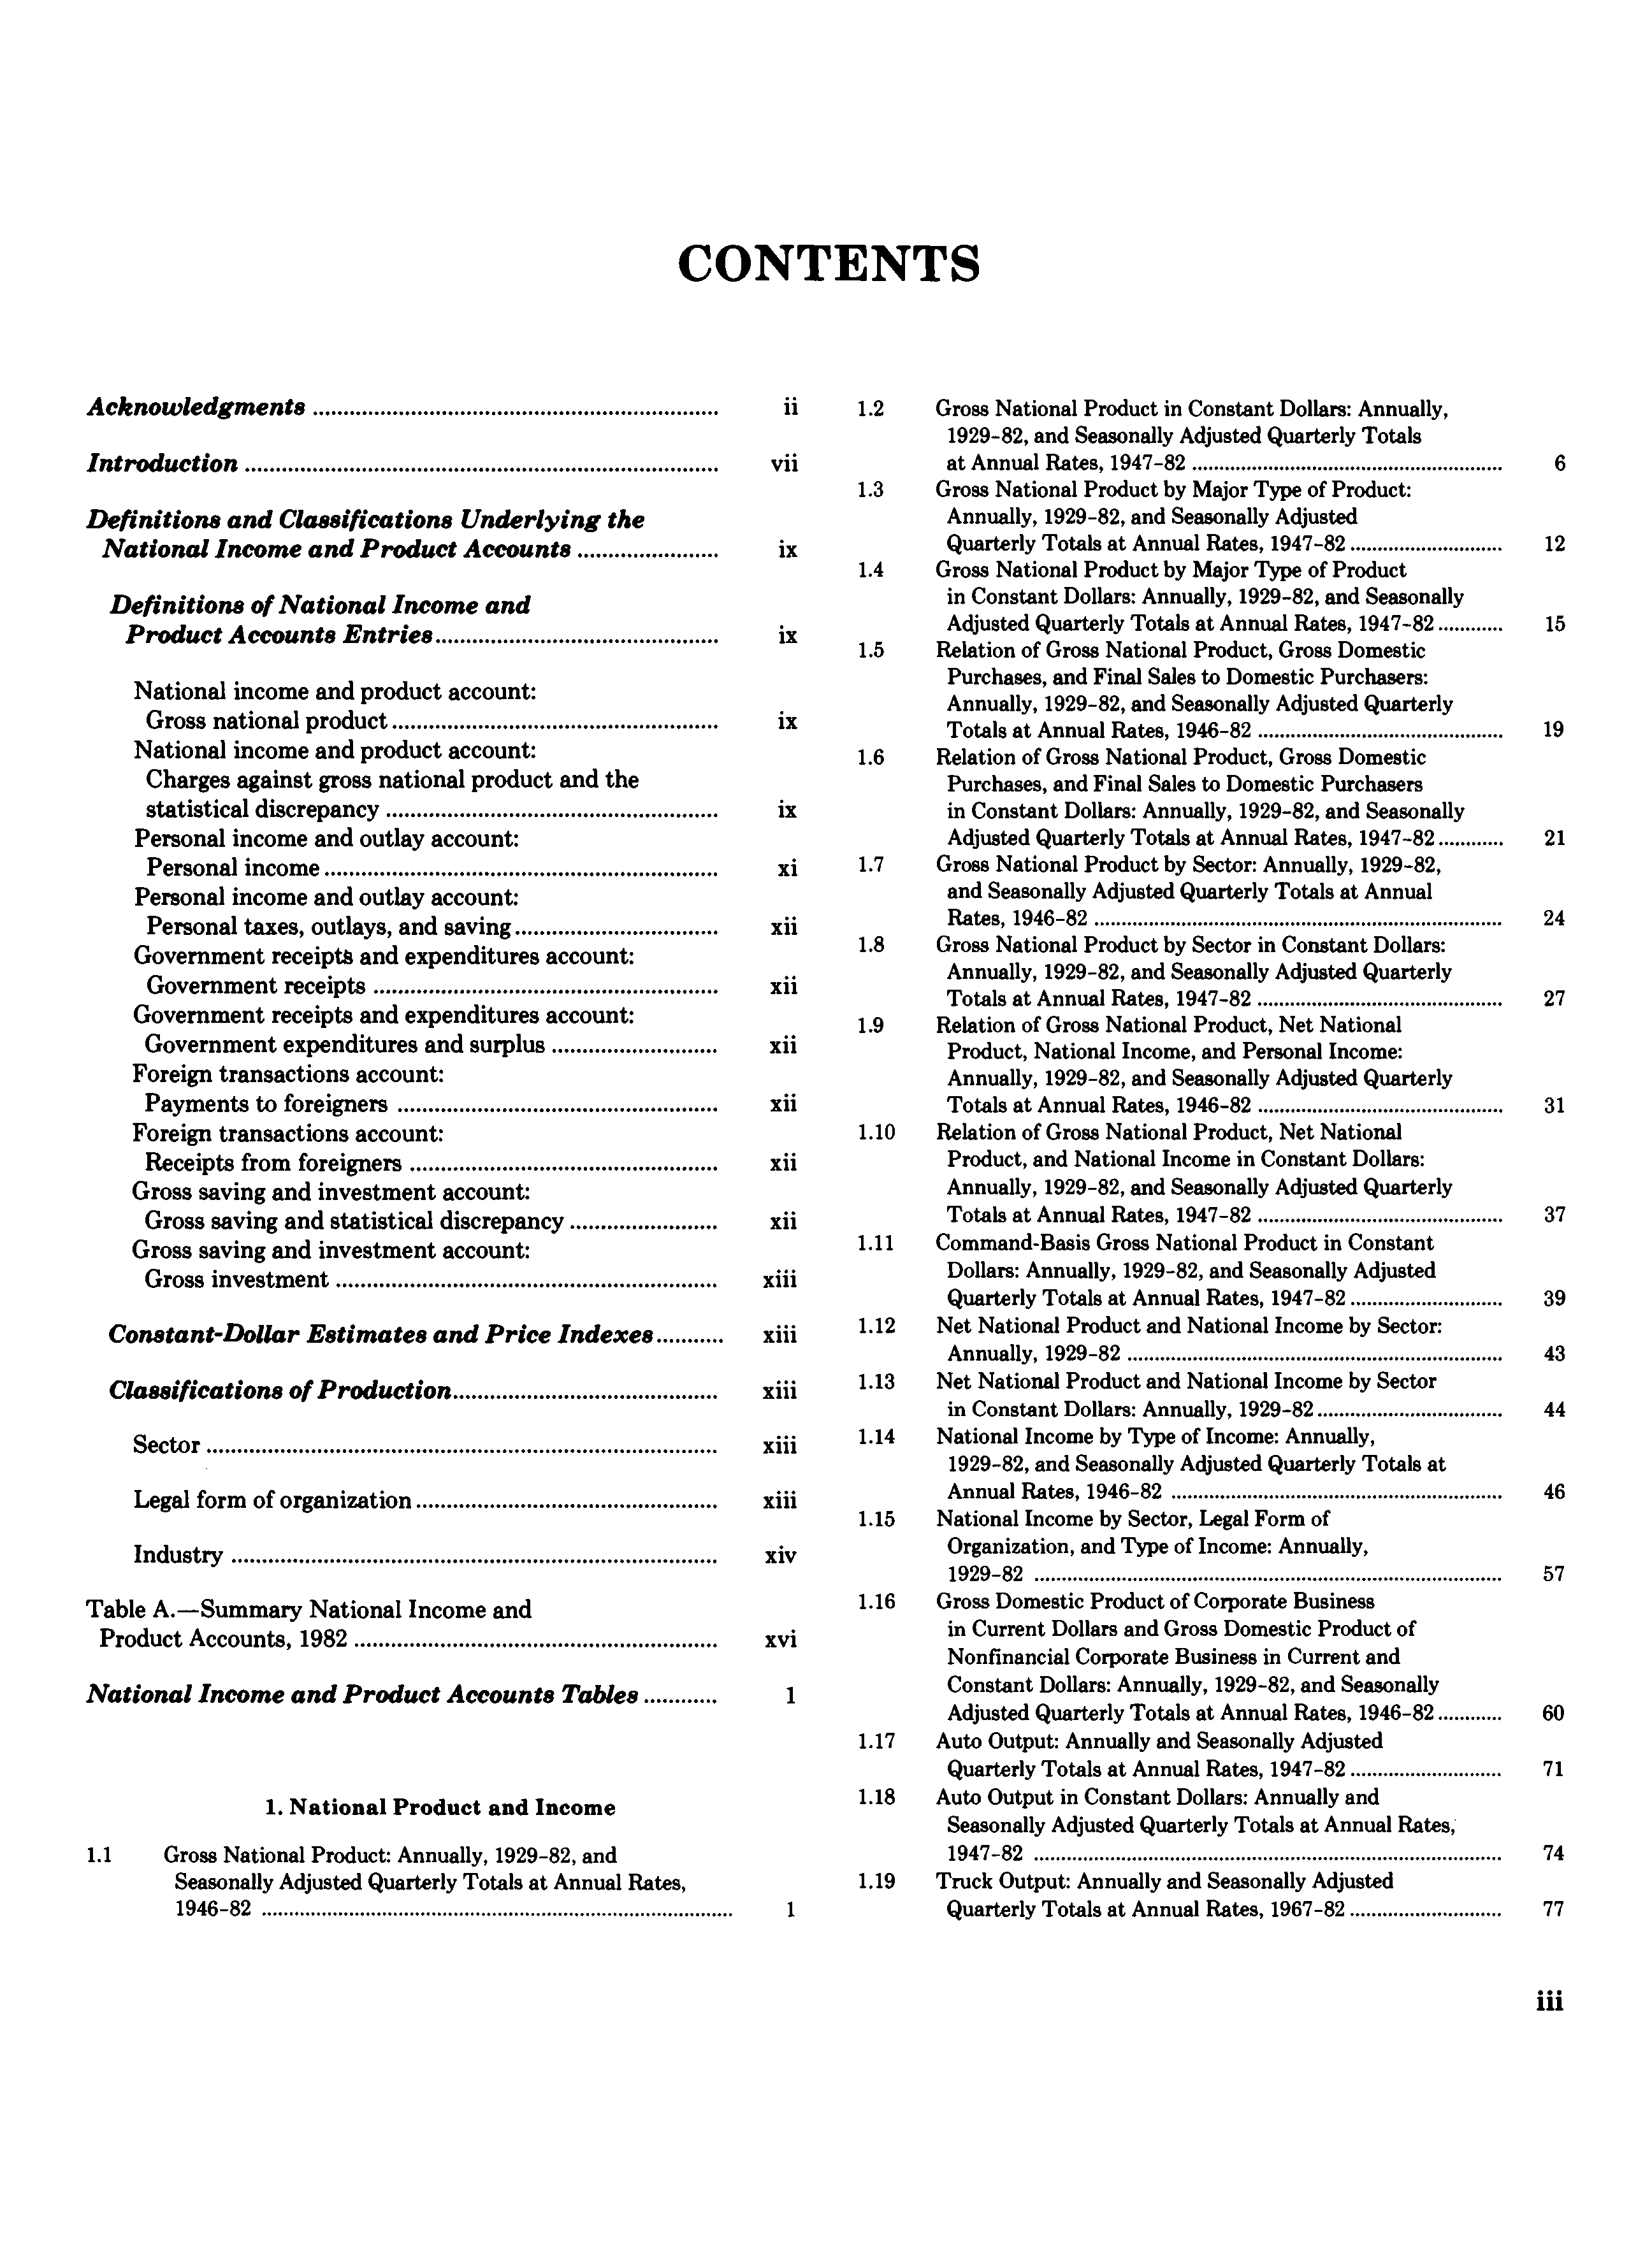 CONTENTS
Acknowledgments ........ ii
Introduction ........ vii
Definitions and Classifications Underlying the
National Income and Product Accounts ........ ix
Definitions of National Income and
Product Accounts Entries ........ ix
National income and product account:
Gross national product ........ ix
National income and product account:
Charges against gross national product and the
statistical discrepancy ........ ix
Personal income and outlay account:
Personal income ........ xi
Personal income and outlay account:
Personal taxes, outlays, and saving ........ xii
Government receipts and expenditures account:
Government receipts ........ xii
Government receipts and expenditures account:
Government expenditures and surplus ........ xii
Foreign transactions account:
Payments to foreigners ........ xii
Foreign transactions account:
Receipts from foreigners ........ xii
Gross saving and investment account:
Gross saving and statistical discrepancy ........ xii
Gross saving and investment account:
Gross investment ........ xiii
Constant-Dollar Estimates and Price Indexes ........ xiii
Classifications of Production ........ xiii
Sector ........ xiii
Legal form of organization ........ xiii
Industry ........ xiv
Table A.—Summary National Income and
Product Accounts, 1982 ........ xvi
National Income and Product Accounts Tables ........ 1
1. National Product and Income
1.1 Gross National Product: Annually, 1929-82, and
Seasonally Adjusted Quarterly Totals at Annual Rates,
1946-82 ........ 1
1.2 Gross National Product in Constant Dollars: Annually,
1929-82, and Seasonally Adjusted Quarterly Totals
at Annual Rates, 1947-82 ........ 6
1.3 Gross National Product by Major Type of Product:
Annually, 1929-82, and Seasonally Adjusted
Quarterly Totals at Annual Rates, 1947-82 ........ 12
1.4 Gross National Product by Major Type of Product
in Constant Dollars: Annually, 1929-82, and Seasonally
Adjusted Quarterly Totals at Annual Rates, 1947-82 ........ 15
1.5 Relation of Gross National Product, Gross Domestic
Purchases, and Final Sales to Domestic Purchasers:
Annually, 1929-82, and Seasonally Adjusted Quarterly
Totals at Annual Rates, 1946-82 ........ 19
1.6 Relation of Gross National Product, Gross Domestic
Purchases, and Final Sales to Domestic Purchasers
in Constant Dollars: Annually, 1929-82, and Seasonally
Adjusted Quarterly Totals at Annual Rates, 1947-82 ........ 21
1.7 Gross National Product by Sector: Annually, 1929-82,
and Seasonally Adjusted Quarterly Totals at Annual
Rates, 1946-82 ........ 24
1.8 Gross National Product by Sector in Constant Dollars:
Annually, 1929-82, and Seasonally Adjusted Quarterly
Totals at Annual Rates, 1947-82 ........ 27
1.9 Relation of Gross National Product, Net National
Product, National Income, and Personal Income:
Annually, 1929-82, and Seasonally Adjusted Quarterly
Totals at Annual Rates, 1946-82 ........ 31
1.10 Relation of Gross National Product, Net National
Product, and National Income in Constant Dollars:
Annually, 1929-82, and Seasonally Adjusted Quarterly
Totals at Annual Rates, 1947-82 ........ 37
1.11 Command-Basis Gross National Product in Constant
Dollars: Annually, 1929-82, and Seasonally Adjusted
Quarterly Totals at Annual Rates, 1947-82 ........ 39
1.12 Net National Product and National Income by Sector:
Annually, 1929-82 ........ 43
1.13 Net National Product and National Income by Sector
in Constant Dollars: Annually, 1929-82 ........ 44
1.14 National Income by Type of Income: Annually,
1929-82, and Seasonally Adjusted Quarterly Totals at
Annual Rates, 1946-82 ........ 46
1.15 National Income by Sector, Legal Form of
Organization, and Type of Income: Annually,
1929-82 ........ 57
1.16 Gross Domestic Product of Corporate Business
in Current Dollars and Gross Domestic Product of
Nonfinancial Corporate Business in Current and
Constant Dollars: Annually, 1929-82, and Seasonally
Adjusted Quarterly Totals at Annual Rates, 1946-82 ........ 60
1.17 Auto Output: Annually and Seasonally Adjusted
Quarterly Totals at Annual Rates, 1947-82 ........ 71
1.18 Auto Output in Constant Dollars: Annually and
Seasonally Adjusted Quarterly Totals at Annual Rates,
1947-82 ........ 74
1.19 Truck Output: Annually and Seasonally Adjusted
Quarterly Totals at Annual Rates, 1967-82 ........ 77
iii